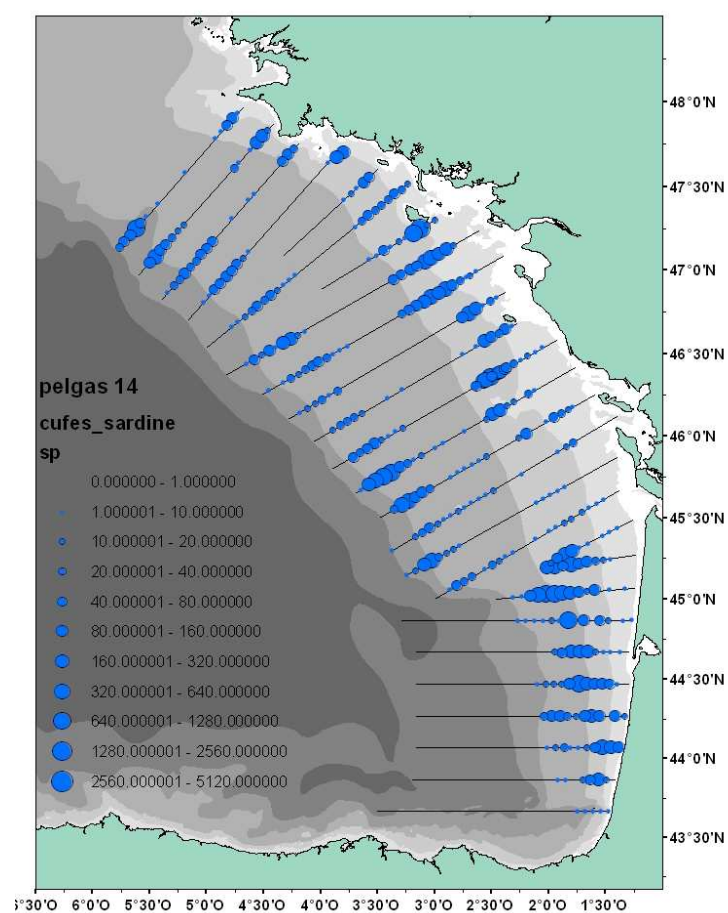 pelgas 14
cufes_sardine
sp
0.000000 - 1.000000
1.000001 - 10.000000
10.000001 - 20.000000
20.000001 - 40.000000
40.000001 - 80.000000
80.000001 - 160.000000
160.000001 - 320.000000
320.000001 - 640.000000
640.000001 - 1280.000000
1280.000001 - 2560.000000
2560.000001 - 5120.000000
48°0'N
47°30'N
47°0'N
46°30'N
46°0'N
45°30'N
45°0'N
44°30'N
44°0'N
43°30'N
6°0'O 5°30'O 5°0'O 4°30'O 4°0'O 3°30'O 3°0'O 2°30'O 2°0'O 1°30'O